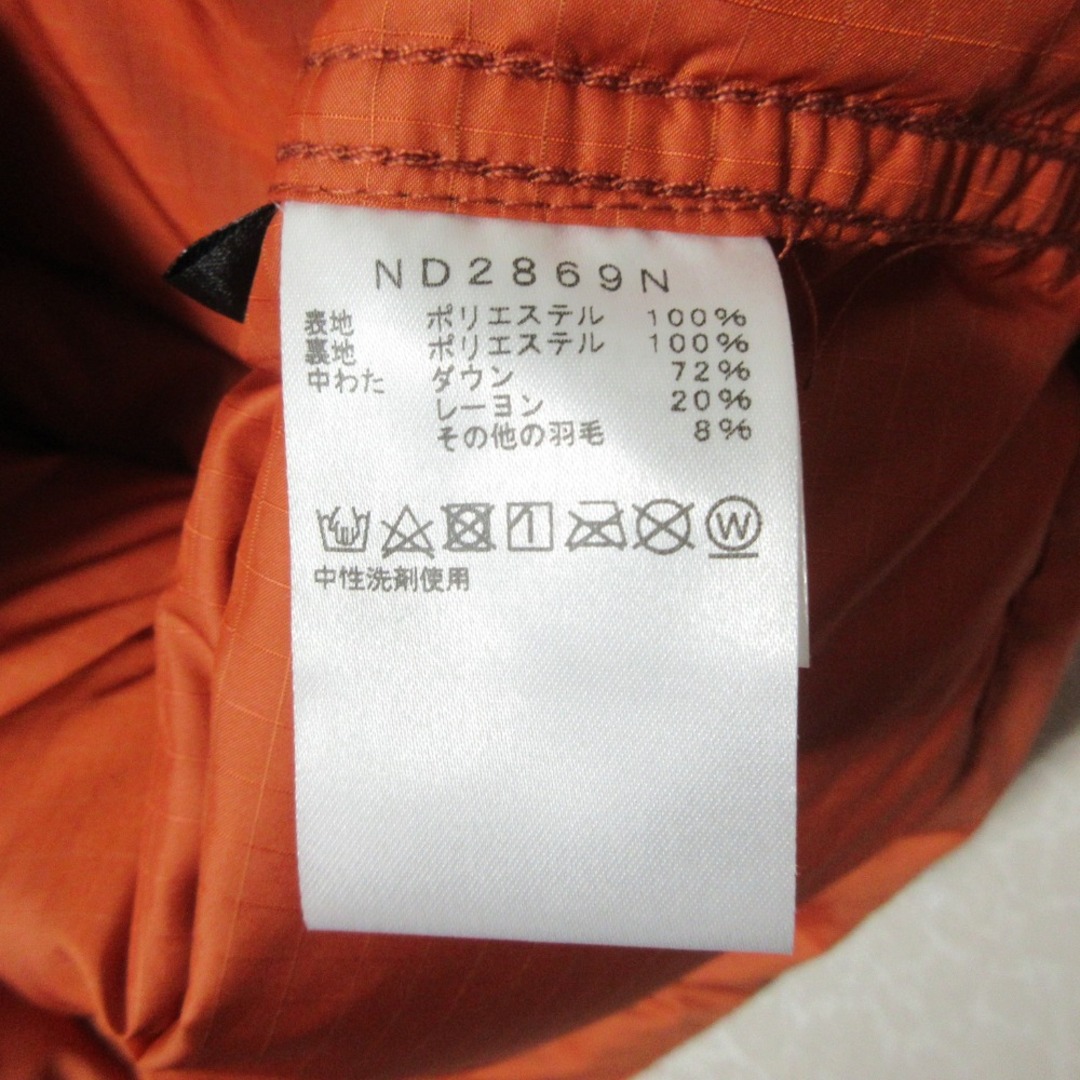 ND2869N
表地 ポリエステル 100%
裏地 ポリエステル 100%
中わた ダウン 72%
レーヨン 20%
その他の羽毛 8%
W
中性洗剤使用